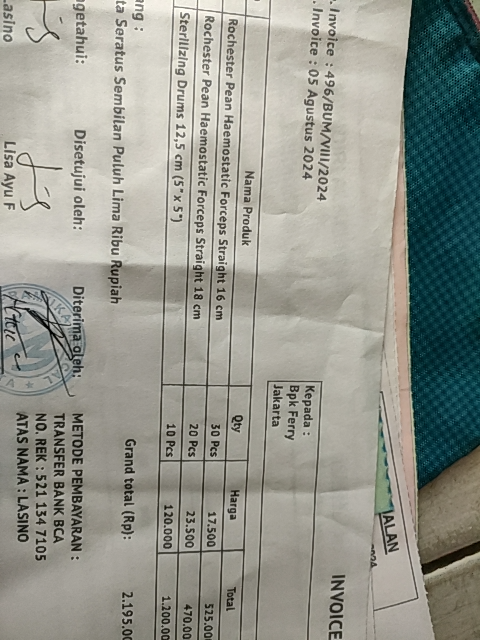 INVOICE
. Invoice : 496/BUM/VIII/2024
. Invoice : 05 Agustus 2024
Kepada :
Bpk Ferry
Jakarta
Nama Produk Qty Harga Total
Rochester Pean Haemostatic Forceps Straight 16 cm 30 Pcs 17.500 525.00
Rochester Pean Haemostatic Forceps Straight 18 cm 20 Pcs 23.500 470.00
Sterilizing Drums 12,5 cm (5" x 5") 10 Pcs 120.000 1.200.00
Grand total (Rp): 2.195.00
ang :
ta Seratus Sembilan Puluh Lima Ribu Rupiah
getahui: Disetujui oleh: Diterima oleh:
METODE PEMBAYARAN :
TRANSFER BANK BCA
NO. REK : 521 134 7105
ATAS NAMA : LASINO
asino Lisa Ayu F
JALAN